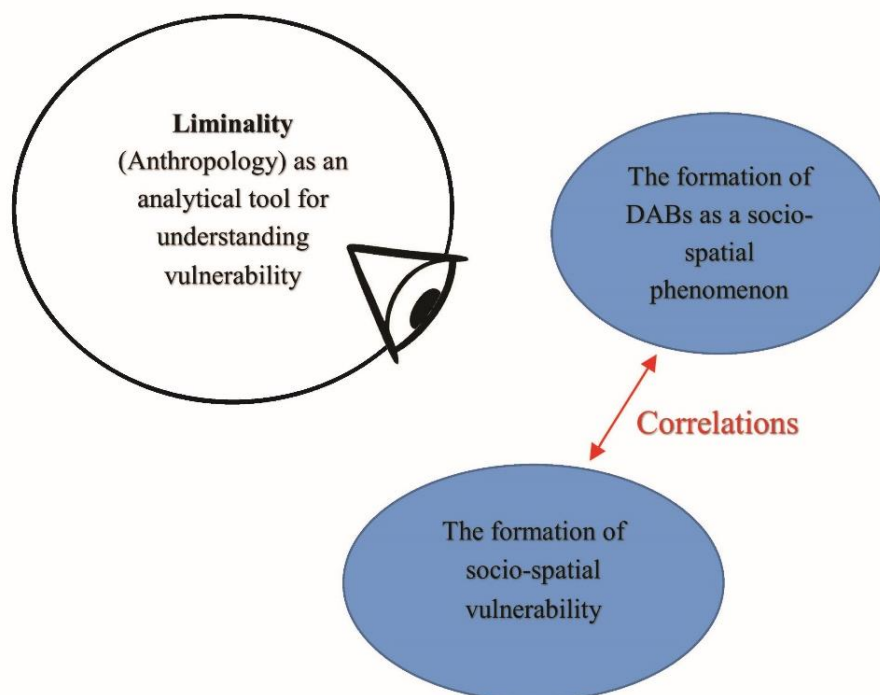 Liminality
(Anthropology) as an
analytical tool for
understanding
vulnerability
The formation of
DABs as a socio-
spatial
phenomenon
Correlations
The formation of
socio-spatial
vulnerability